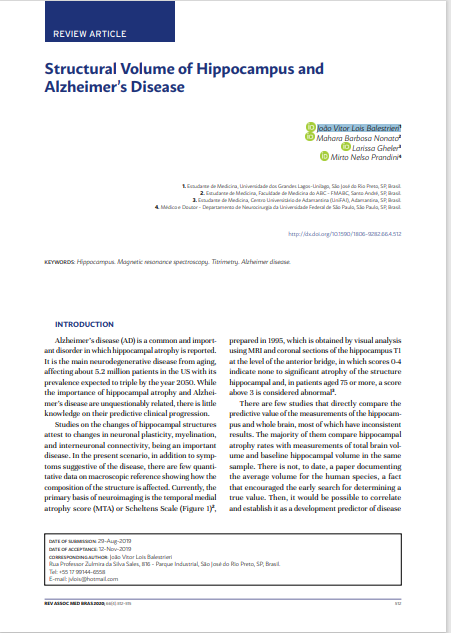 REVIEW ARTICLE
Structural Volume of Hippocampus and
Alzheimer's Disease
João Vitor Lois Balestrieri¹
Mahara Barbosa Nonato²
Larissa Gheler³
Mirto Nelso Prandini⁴
1. Estudante de Medicina, Universidade dos Grandes Lagos-Unilago, São José do Rio Preto, SP, Brasil.
2. Estudante de Medicina, Faculdade de Medicina do ABC - FMABC, Santo André, SP, Brasil.
3. Estudante de Medicina, Centro Universitário de Adamantina (UniFAI), Adamantina, SP, Brasil.
4. Médico e Doutor - Departamento de Neurocirurgia da Universidade Federal de São Paulo, São Paulo, SP, Brasil.
http://dx.doi.org/10.1590/1806-9282.66.4.512
KEYWORDS: Hippocampus. Magnetic resonance spectroscopy. Titrimetry. Alzheimer disease.
INTRODUCTION
Alzheimer's disease (AD) is a common and import-
ant disorder in which hippocampal atrophy is reported.
It is the main neurodegenerative disease from aging,
affecting about 5.2 million patients in the US with its
prevalence expected to triple by the year 2050. While
the importance of hippocampal atrophy and Alzhei-
mer's disease are unquestionably related, there is little
knowledge on their predictive clinical progression.
Studies on the changes of hippocampal structures
attest to changes in neuronal plasticity, myelination,
and interneuronal connectivity, being an important
disease. In the present scenario, in addition to symp-
toms suggestive of the disease, there are few quanti-
tative data on macroscopic reference showing how the
composition of the structure is affected. Currently, the
primary basis of neuroimaging is the temporal medial
atrophy score (MTA) or Scheltens Scale (Figure 1)²,
prepared in 1995, which is obtained by visual analysis
using MRI and coronal sections of the hippocampus T1
at the level of the anterior bridge, in which scores 0-4
indicate none to significant atrophy of the structure
hippocampal and, in patients aged 75 or more, a score
above 3 is considered abnormal³.
There are few studies that directly compare the
predictive value of the measurements of the hippocam-
pus and whole brain, most of which have inconsistent
results. The majority of them compare hippocampal
atrophy rates with measurements of total brain vol-
ume and baseline hippocampal volume in the same
sample. There is not, to date, a paper documenting
the average volume for the human species, a fact
that encouraged the early search for determining a
true value. Then, it would be possible to correlate
and establish it as a development predictor of disease
DATE OF SUBMISSION: 29-Aug-2019
DATE OF ACCEPTANCE: 12-Nov-2019
CORRESPONDING AUTHOR: João Vitor Lois Balestrieri
Rua Professor Zulmira da Silva Sales, 616 - Parque Industrial, São José do Rio Preto, SP, Brasil.
Tel: +55 17 99144-6558
E-mail: jvlois@hotmail.com
REV ASSOC MED BRAS 2020; 66(4):512-515
512